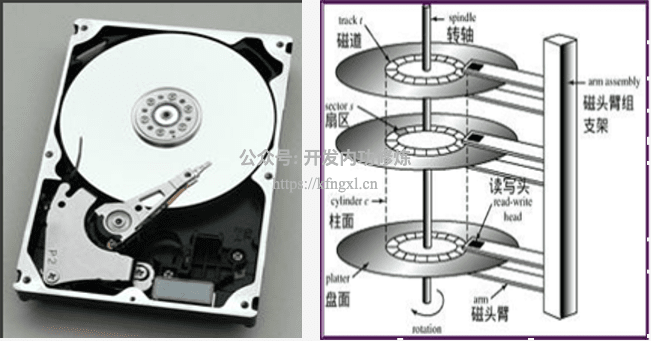 P 2
track t
磁道
spindle
转轴
arm assembly
磁头臂组
支架
sector s
扇区
公众号: 开发内功修炼
https://kfngxl.cn
读写头
read-write
head
cylinder c
柱面
platter
盘面
arm
磁头臂
rotation